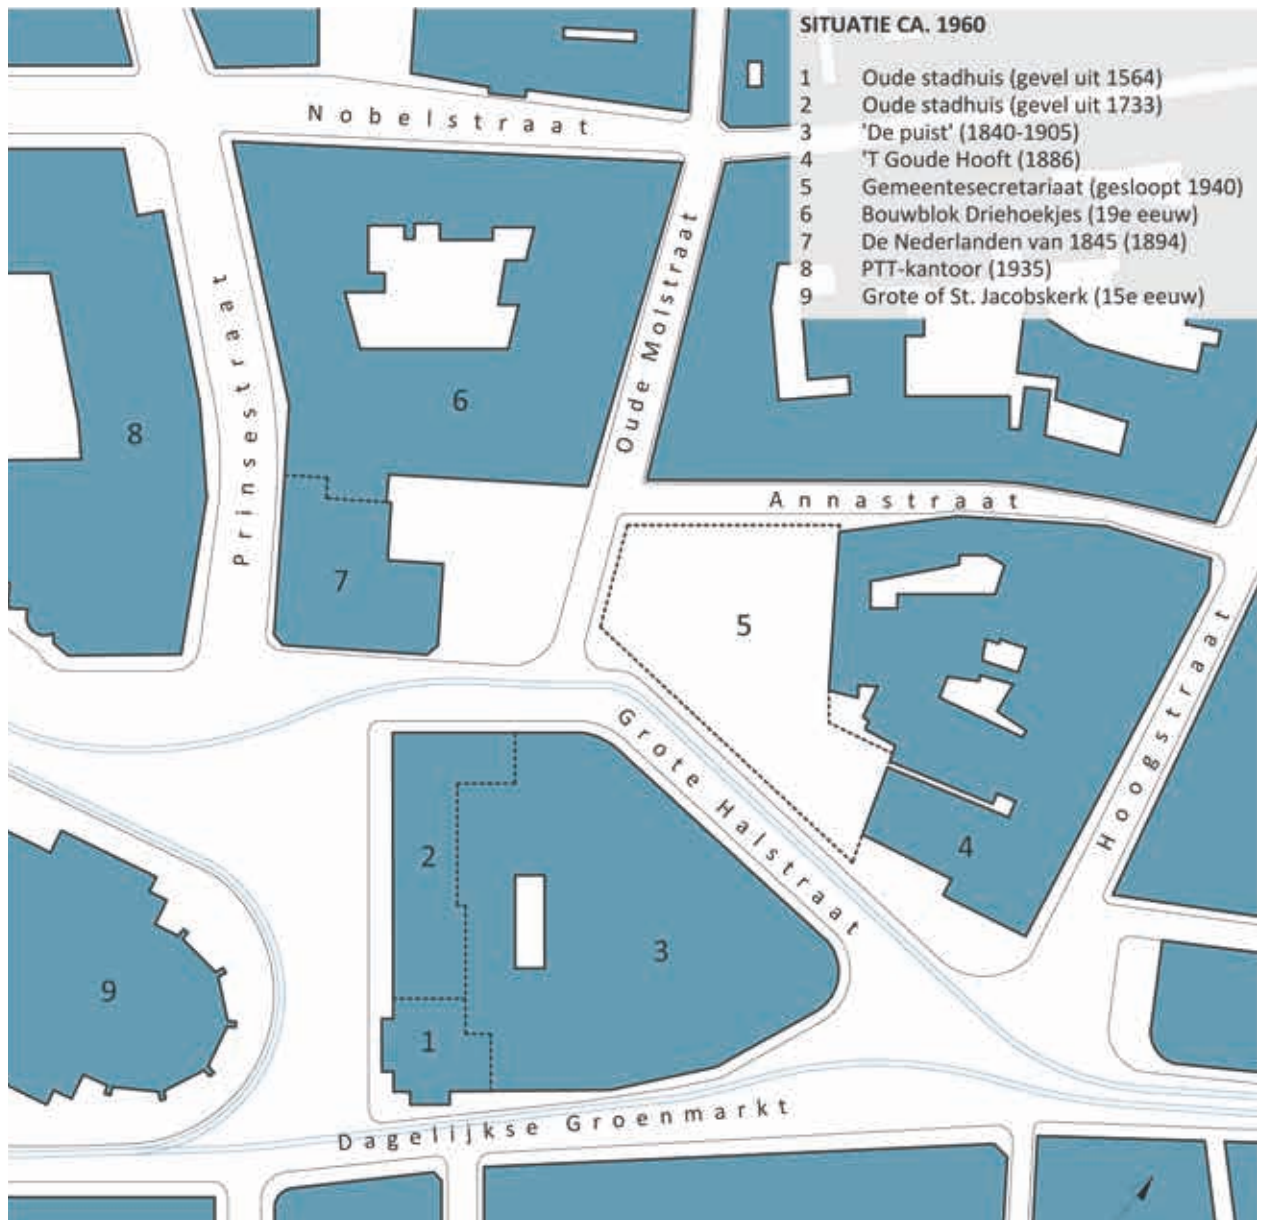 SITUATIE CA. 1960
1 Oude stadhuis (gevel uit 1564)
2 Oude stadhuis (gevel uit 1733)
3 'De puist' (1840-1905)
4 'T Goude Hooft (1886)
5 Gemeentesecretariaat (gesloopt 1940)
6 Bouwblok Driehoekjes (19e eeuw)
7 De Nederlanden van 1845 (1894)
8 PTT-kantoor (1935)
9 Grote of St. Jacobskerk (15e eeuw)
Nobelstraat
Prinsestraat
Oude Molstraat
6
8
Annastraat
7
5
Hoogstraat
Grote Halstraat
2
4
3
9
1
Dagelijkse Groenmarkt